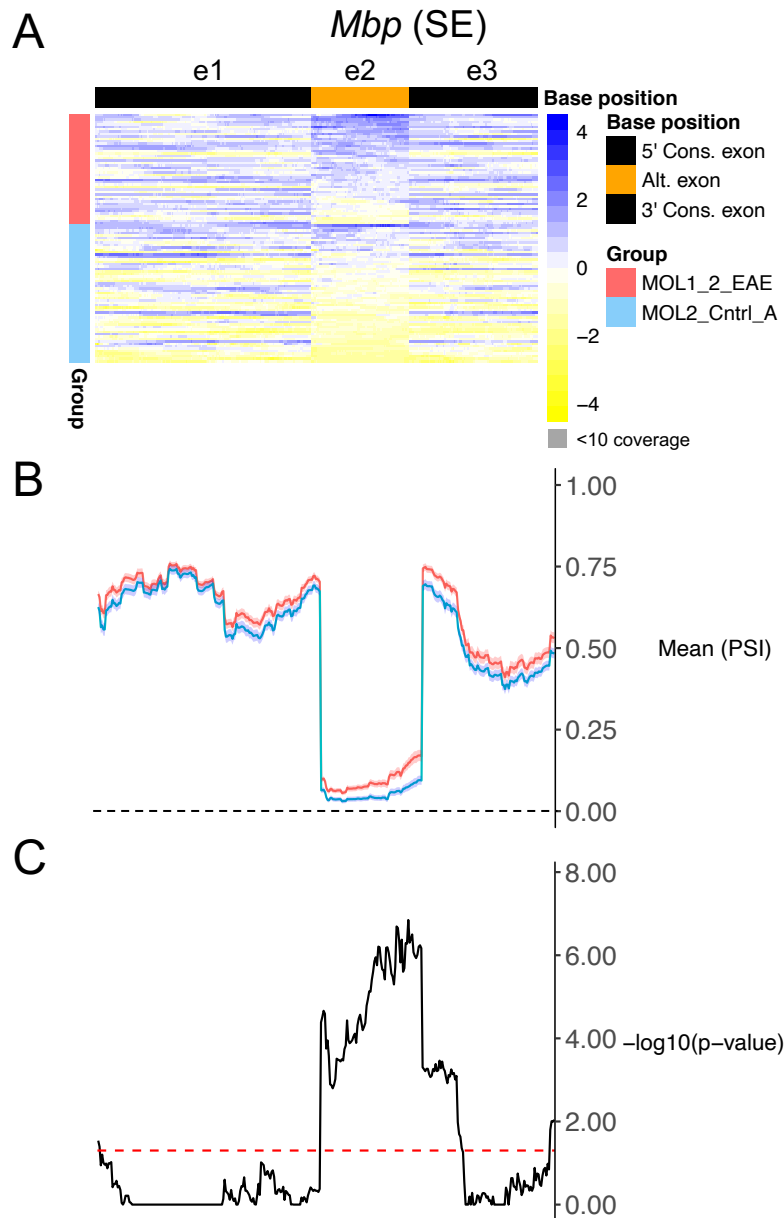 A
Mbp (SE)
e1 e2 e3
Base position
4
2
0
−2
−4
<10 coverage
Base position
5' Cons. exon
Alt. exon
3' Cons. exon
Group
MOL1_2_EAE
MOL2_Cntrl_A
Group
B
1.00
0.75
0.50
0.25
0.00
Mean (PSI)
C
8.00
6.00
4.00
2.00
0.00
−log10(p−value)